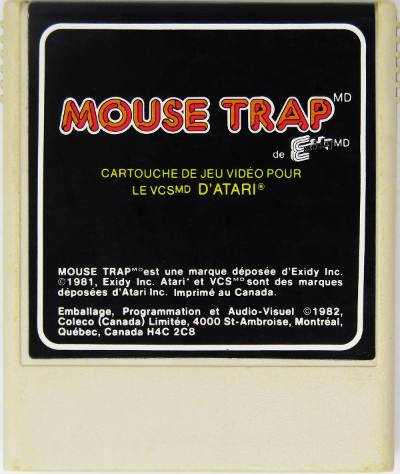 MOUSE TRAP MD
de Exidy MD
CARTOUCHE DE JEU VIDÉO POUR
LE VCSMD D'ATARI®
MOUSE TRAPMD est une marque déposée d'Exidy Inc.
©1981, Exidy Inc. Atari® et VCSMD sont des marques
déposées d'Atari Inc. Imprimé au Canada.
Emballage, Programmation et Audio-Visuel ©1982,
Coleco (Canada) Limitée, 4000 St-Ambroise, Montréal,
Québec, Canada H4C 2C8